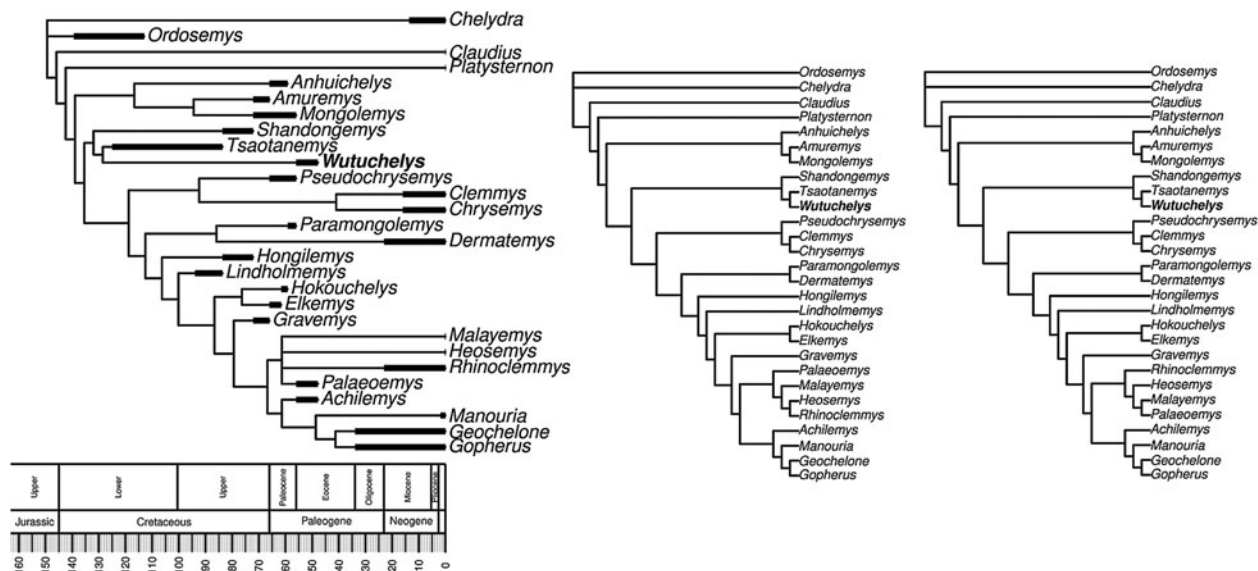 Chelydra
Ordosemys
Claudius
Platysternon
Anhuichelys
Amuremys
Mongolemys
Shandongemys
Tsaotanemys
Wutuchelys
Pseudochrysemys
Clemmys
Chrysemys
Paramongolemys
Dermatemys
Hongilemys
Lindholmemys
Hokouchelys
Elkemys
Gravemys
Malayemys
Heosemys
Rhinoclemmys
Palaeoemys
Achilemys
Manouria
Geochelone
Gopherus
Upper Lower Upper Paleocene Eocene Oligocene Miocene Pliocene
Jurassic Cretaceous Paleogene Neogene
160 150 140 130 120 110 100 90 80 70 60 50 40 30 20 10 0
Ordosemys
Chelydra
Claudius
Platysternon
Anhuichelys
Amuremys
Mongolemys
Shandongemys
Tsaotanemys
Wutuchelys
Pseudochrysemys
Clemmys
Chrysemys
Paramongolemys
Dermatemys
Hongilemys
Lindholmemys
Hokouchelys
Elkemys
Gravemys
Palaeoemys
Malayemys
Heosemys
Rhinoclemmys
Achilemys
Manouria
Geochelone
Gopherus
Ordosemys
Chelydra
Claudius
Platysternon
Anhuichelys
Amuremys
Mongolemys
Shandongemys
Tsaotanemys
Wutuchelys
Pseudochrysemys
Clemmys
Chrysemys
Paramongolemys
Dermatemys
Hongilemys
Lindholmemys
Hokouchelys
Elkemys
Gravemys
Rhinoclemmys
Heosemys
Malayemys
Palaeoemys
Achilemys
Manouria
Geochelone
Gopherus